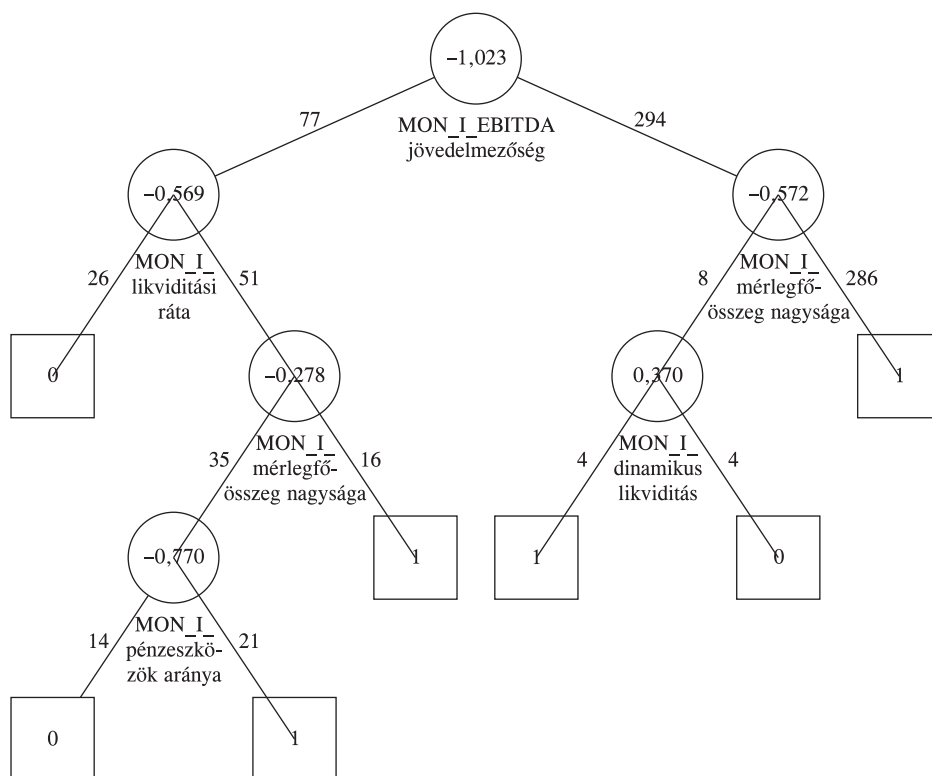 –1,023
77
294
MON_I_EBITDA
jövedelmezőség
–0,569
–0,572
MON_I_
likviditási
ráta
26
51
MON_I_
mérlegfő-
összeg nagysága
8
286
0
–0,278
0,370
1
MON_I_
mérlegfő-
összeg nagysága
35
16
MON_I_
dinamikus
likviditás
4
4
–0,770
1
1
0
MON_I_
pénzeszkö-
zök aránya
14
21
0
1